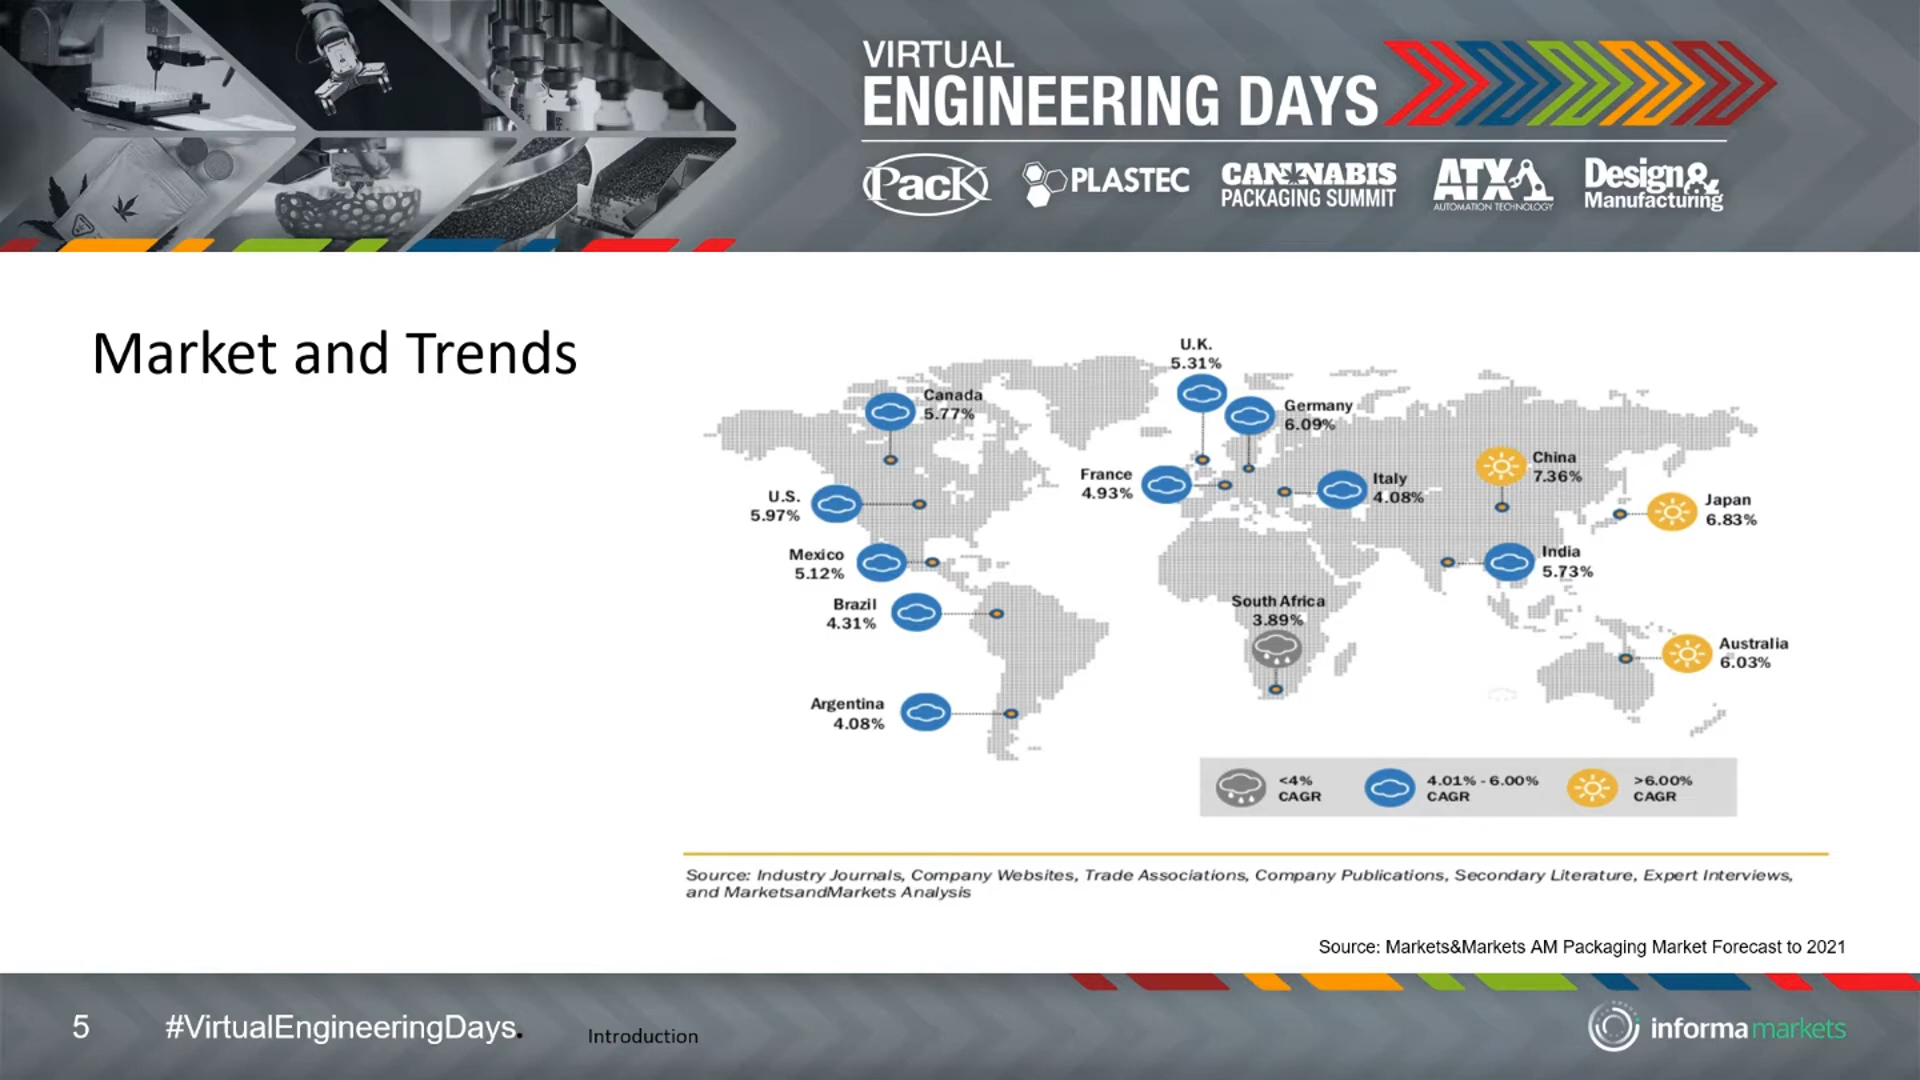 VIRTUAL
ENGINEERING DAYS
PACK
PLASTEC
CANNABIS
PACKAGING SUMMIT
ATX
AUTOMATION TECHNOLOGY
Design&
Manufacturing
Market and Trends
U.K.
5.31%
Canada
5.77%
Germany
6.09%
China
7.36%
France
4.93%
Italy
4.08%
U.S.
5.97%
Japan
6.83%
Mexico
5.12%
India
5.73%
Brazil
4.31%
South Africa
3.89%
Australia
6.03%
Argentina
4.08%
<4%
CAGR
4.01% - 6.00%
CAGR
>6.00%
CAGR
Source: Industry Journals, Company Websites, Trade Associations, Company Publications, Secondary Literature, Expert Interviews,
and MarketsandMarkets Analysis
Source: Markets&Markets AM Packaging Market Forecast to 2021
5
#VirtualEngineeringDays.
Introduction
informa markets